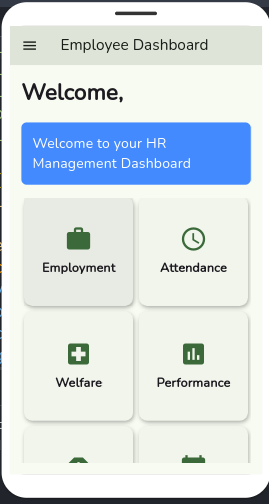 Employee Dashboard
Welcome,
Welcome to your HR
Management Dashboard
Employment
Attendance
Welfare
Performance